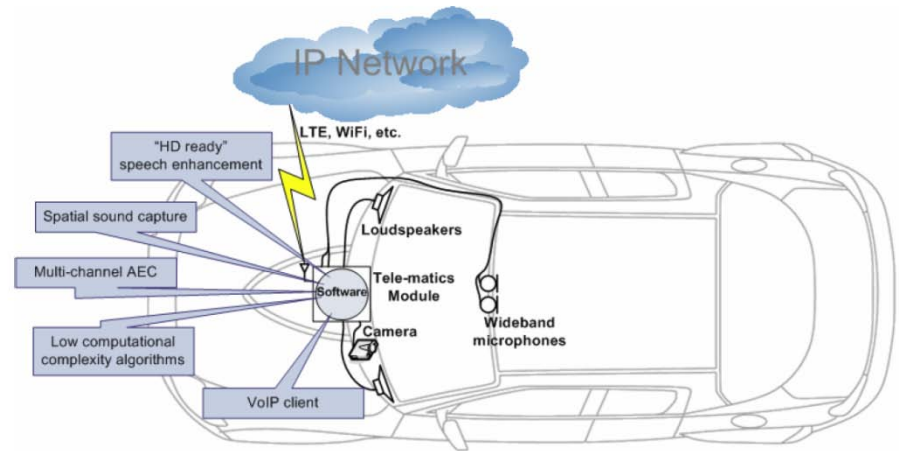 IP Network
LTE, WiFi, etc.
“HD ready”
speech enhancement
Spatial sound capture
Loudspeakers
Multi-channel AEC
Tele-matics
Module
Software
Wideband
microphones
Camera
Low computational
complexity algorithms
VoIP client